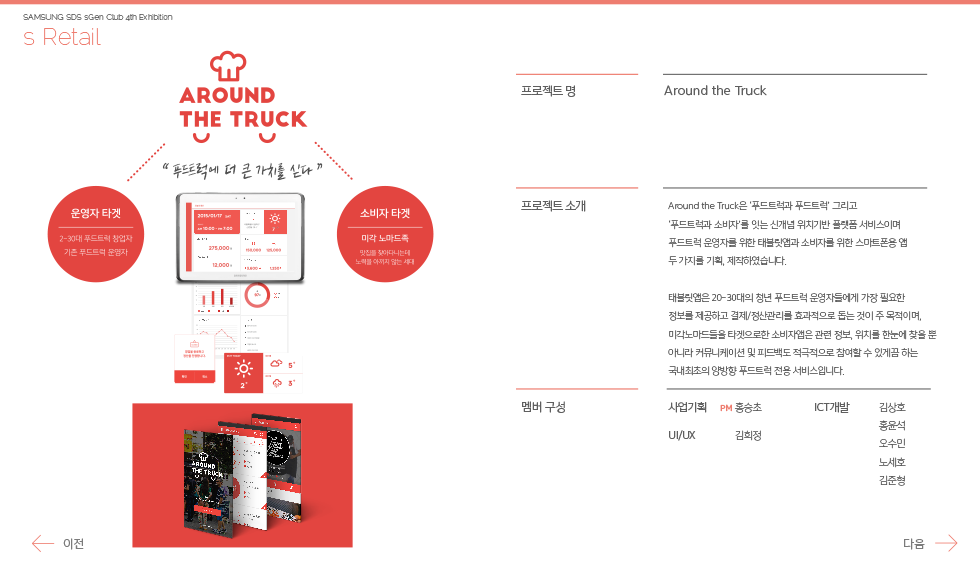 SAMSUNG SDS sGen Club 4th Exhibition
s Retail
AROUND
THE TRUCK
“ 푸드트럭에 더 큰 가치를 싣다 ”
운영자 타겟
2-30대 푸드트럭 창업자
기존 푸드트럭 운영자
소비자 타겟
미각 노마드족
맛집을 찾아다니는데
노력을 아끼지 않는 세대
2015/01/17
275,000
12,000
2°
5°
3°
AROUND
THE TRUCK
프로젝트 명
Around the Truck
프로젝트 소개
Around the Truck은 '푸드트럭과 푸드트럭' 그리고
'푸드트럭과 소비자'를 잇는 신개념 위치기반 플랫폼 서비스이며
푸드트럭 운영자를 위한 태블릿앱과 소비자를 위한 스마트폰용 앱
두 가지를 기획, 제작하였습니다.
태블릿앱은 20-30대의 청년 푸드트럭 운영자들에게 가장 필요한
정보를 제공하고 결제/정산관리를 효과적으로 돕는 것이 주 목적이며,
미각노마드들을 타겟으로한 소비자앱은 관련 정보, 위치를 한눈에 찾을 뿐
아니라 커뮤니케이션 및 피드백도 적극적으로 참여할 수 있게끔 하는
국내최초의 양방향 푸드트럭 전용 서비스입니다.
멤버 구성
사업기획 PM 홍승초
UI/UX 김희정
ICT개발 김상호
홍윤석
오수민
노세호
김준형
이전
다음